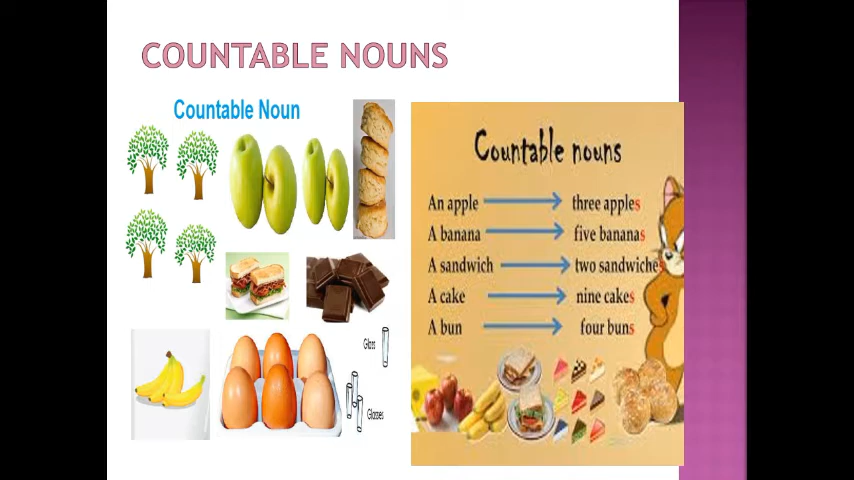 COUNTABLE NOUNS
Countable Noun
Glass
Glasses
Countable nouns
An apple three apples
A banana five bananas
A sandwich two sandwiches
A cake nine cakes
A bun four buns